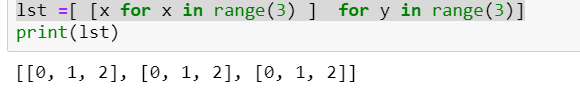 lst =[ [x for x in range(3) ]  for y in range(3)]
print(lst)
[[0, 1, 2], [0, 1, 2], [0, 1, 2]]